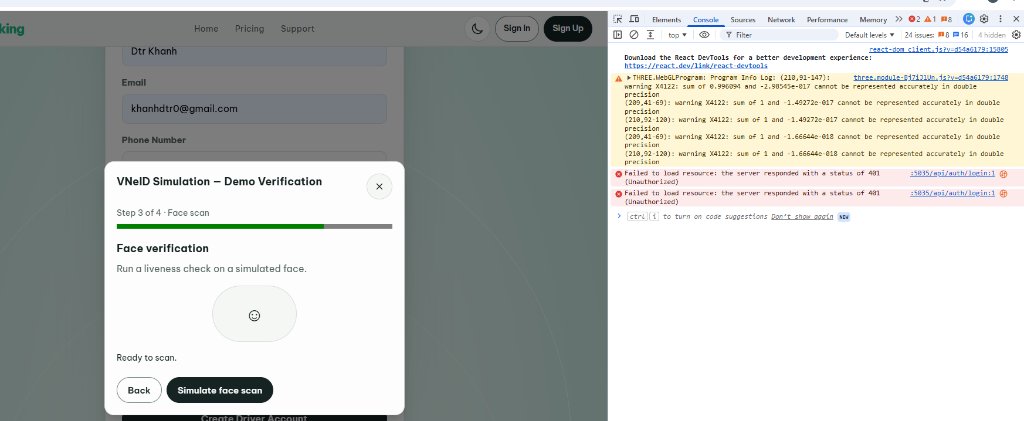 king
Home
Pricing
Support
Sign In
Sign Up
Dtr Khanh
Email
khanhdtr0@gmail.com
Phone Number
VNeID Simulation — Demo Verification
×
Step 3 of 4 · Face scan
Face verification
Run a liveness check on a simulated face.
Ready to scan.
Back
Simulate face scan
Create Driver Account
Elements
Console
Sources
Network
Performance
Memory
2
1
8
top
Filter
Default levels
24 issues:
8
16
4 hidden
react-dom_client.js?v=d54a6179:15805
Download the React DevTools for a better development experience:
https://react.dev/link/react-devtools
THREE.WebGLProgram: Program Info Log: (210,91-147):
three.module-Bj7i3lUn.js?v=d54a6179:1748
warning X4122: sum of 0.996094 and -2.98545e-017 cannot be represented accurately in double
precision
(209,41-69): warning X4122: sum of 1 and -1.49272e-017 cannot be represented accurately in double
precision
(210,92-120): warning X4122: sum of 1 and -1.49272e-017 cannot be represented accurately in double
precision
(209,41-69): warning X4122: sum of 1 and -1.66644e-018 cannot be represented accurately in double
precision
(210,92-120): warning X4122: sum of 1 and -1.66644e-018 cannot be represented accurately in double
precision
Failed to load resource: the server responded with a status of 401
:5035/api/auth/login:1
(Unauthorized)
Failed to load resource: the server responded with a status of 401
:5035/api/auth/login:1
(Unauthorized)
ctrl i to turn on code suggestions Don't show again NEW